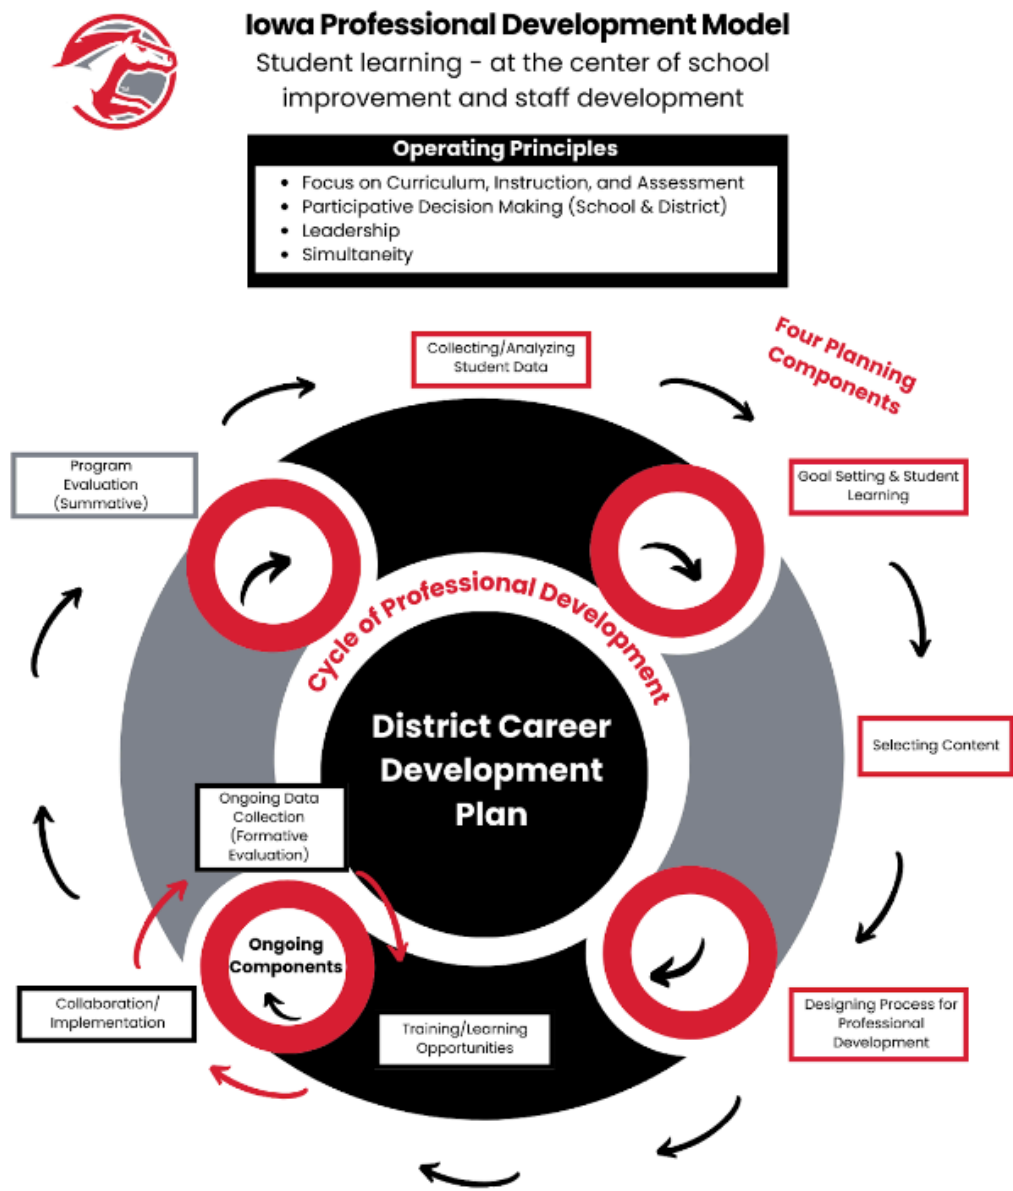 Iowa Professional Development Model
Student learning - at the center of school
improvement and staff development
Operating Principles
• Focus on Curriculum, Instruction, and Assessment
• Participative Decision Making (School & District)
• Leadership
• Simultaneity
Four Planning
Components
Collecting/Analyzing
Student Data
Program
Evaluation
(Summative)
Goal Setting & Student
Learning
Cycle of Professional Development
District Career
Development
Plan
Selecting Content
Ongoing Data
Collection
(Formative
Evaluation)
Ongoing
Components
Collaboration/
Implementation
Training/Learning
Opportunities
Designing Process for
Professional
Development